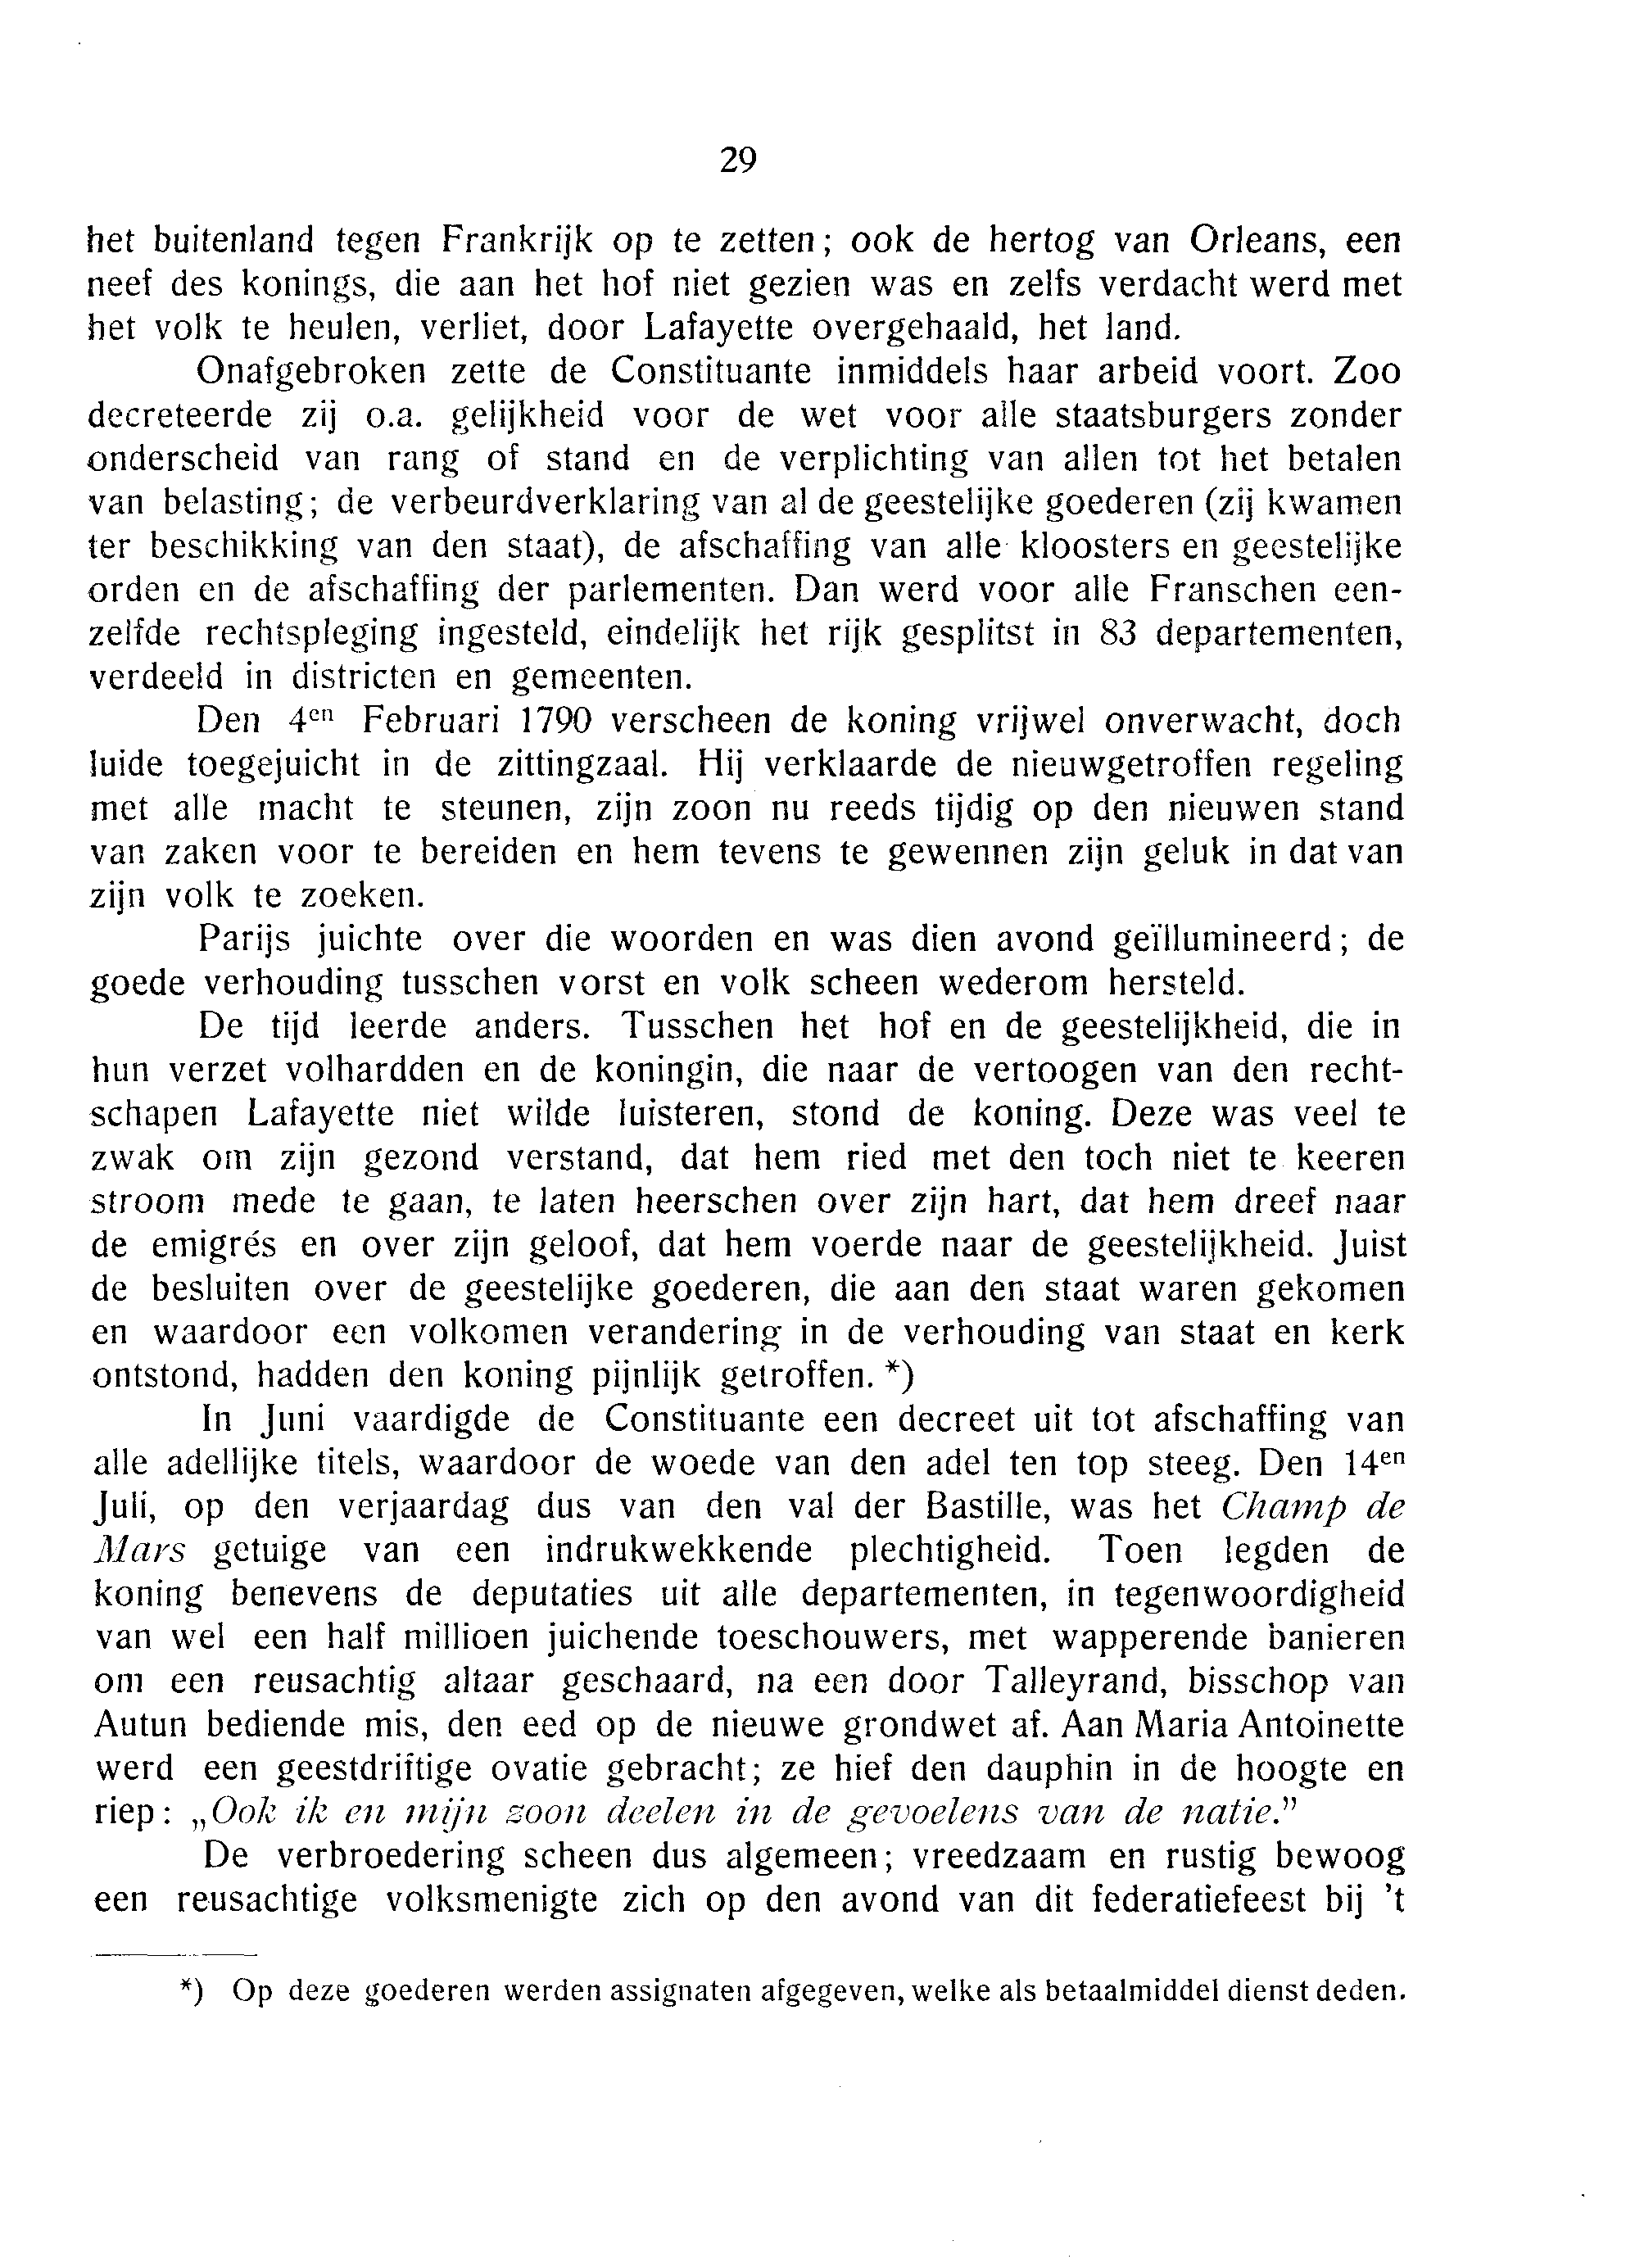 29
het buitenland tegen Frankrijk op te zetten; ook de hertog van Orleans, een
neef des konings, die aan het hof niet gezien was en zelfs verdacht werd met
het volk te heulen, verliet, door Lafayette overgehaald, het land.
Onafgebroken zette de Constituante inmiddels haar arbeid voort. Zoo
decreteerde zij o.a. gelijkheid voor de wet voor alle staatsburgers zonder
onderscheid van rang of stand en de verplichting van allen tot het betalen
van belasting; de verbeurdverklaring van al de geestelijke goederen (zij kwamen
ter beschikking van den staat), de afschaffing van alle kloosters en geestelijke
orden en de afschaffing der parlementen. Dan werd voor alle Franschen een-
zelfde rechtspleging ingesteld, eindelijk het rijk gesplitst in 83 departementen,
verdeeld in districten en gemeenten.
Den 4en Februari 1790 verscheen de koning vrijwel onverwacht, doch
luide toegejuicht in de zittingzaal. Hij verklaarde de nieuwgetroffen regeling
met alle macht te steunen, zijn zoon nu reeds tijdig op den nieuwen stand
van zaken voor te bereiden en hem tevens te gewennen zijn geluk in dat van
zijn volk te zoeken.
Parijs juichte over die woorden en was dien avond geïllumineerd; de
goede verhouding tusschen vorst en volk scheen wederom hersteld.
De tijd leerde anders. Tusschen het hof en de geestelijkheid, die in
hun verzet volhardden en de koningin, die naar de vertoogen van den recht-
schapen Lafayette niet wilde luisteren, stond de koning. Deze was veel te
zwak om zijn gezond verstand, dat hem ried met den toch niet te keeren
stroom mede te gaan, te laten heerschen over zijn hart, dat hem dreef naar
de emigrés en over zijn geloof, dat hem voerde naar de geestelijkheid. Juist
de besluiten over de geestelijke goederen, die aan den staat waren gekomen
en waardoor een volkomen verandering in de verhouding van staat en kerk
ontstond, hadden den koning pijnlijk getroffen. *)
In Juni vaardigde de Constituante een decreet uit tot afschaffing van
alle adellijke titels, waardoor de woede van den adel ten top steeg. Den 14en
Juli, op den verjaardag dus van den val der Bastille, was het Champ de
Mars getuige van een indrukwekkende plechtigheid. Toen legden de
koning benevens de deputaties uit alle departementen, in tegenwoordigheid
van wel een half millioen juichende toeschouwers, met wapperende banieren
om een reusachtig altaar geschaard, na een door Talleyrand, bisschop van
Autun bediende mis, den eed op de nieuwe grondwet af. Aan Maria Antoinette
werd een geestdriftige ovatie gebracht; ze hief den dauphin in de hoogte en
riep: „Ook ik en mijn zoon deelen in de gevoelens van de natie.”
De verbroedering scheen dus algemeen; vreedzaam en rustig bewoog
een reusachtige volksmenigte zich op den avond van dit federatiefeest bij 't
*) Op deze goederen werden assignaten afgegeven, welke als betaalmiddel dienst deden.